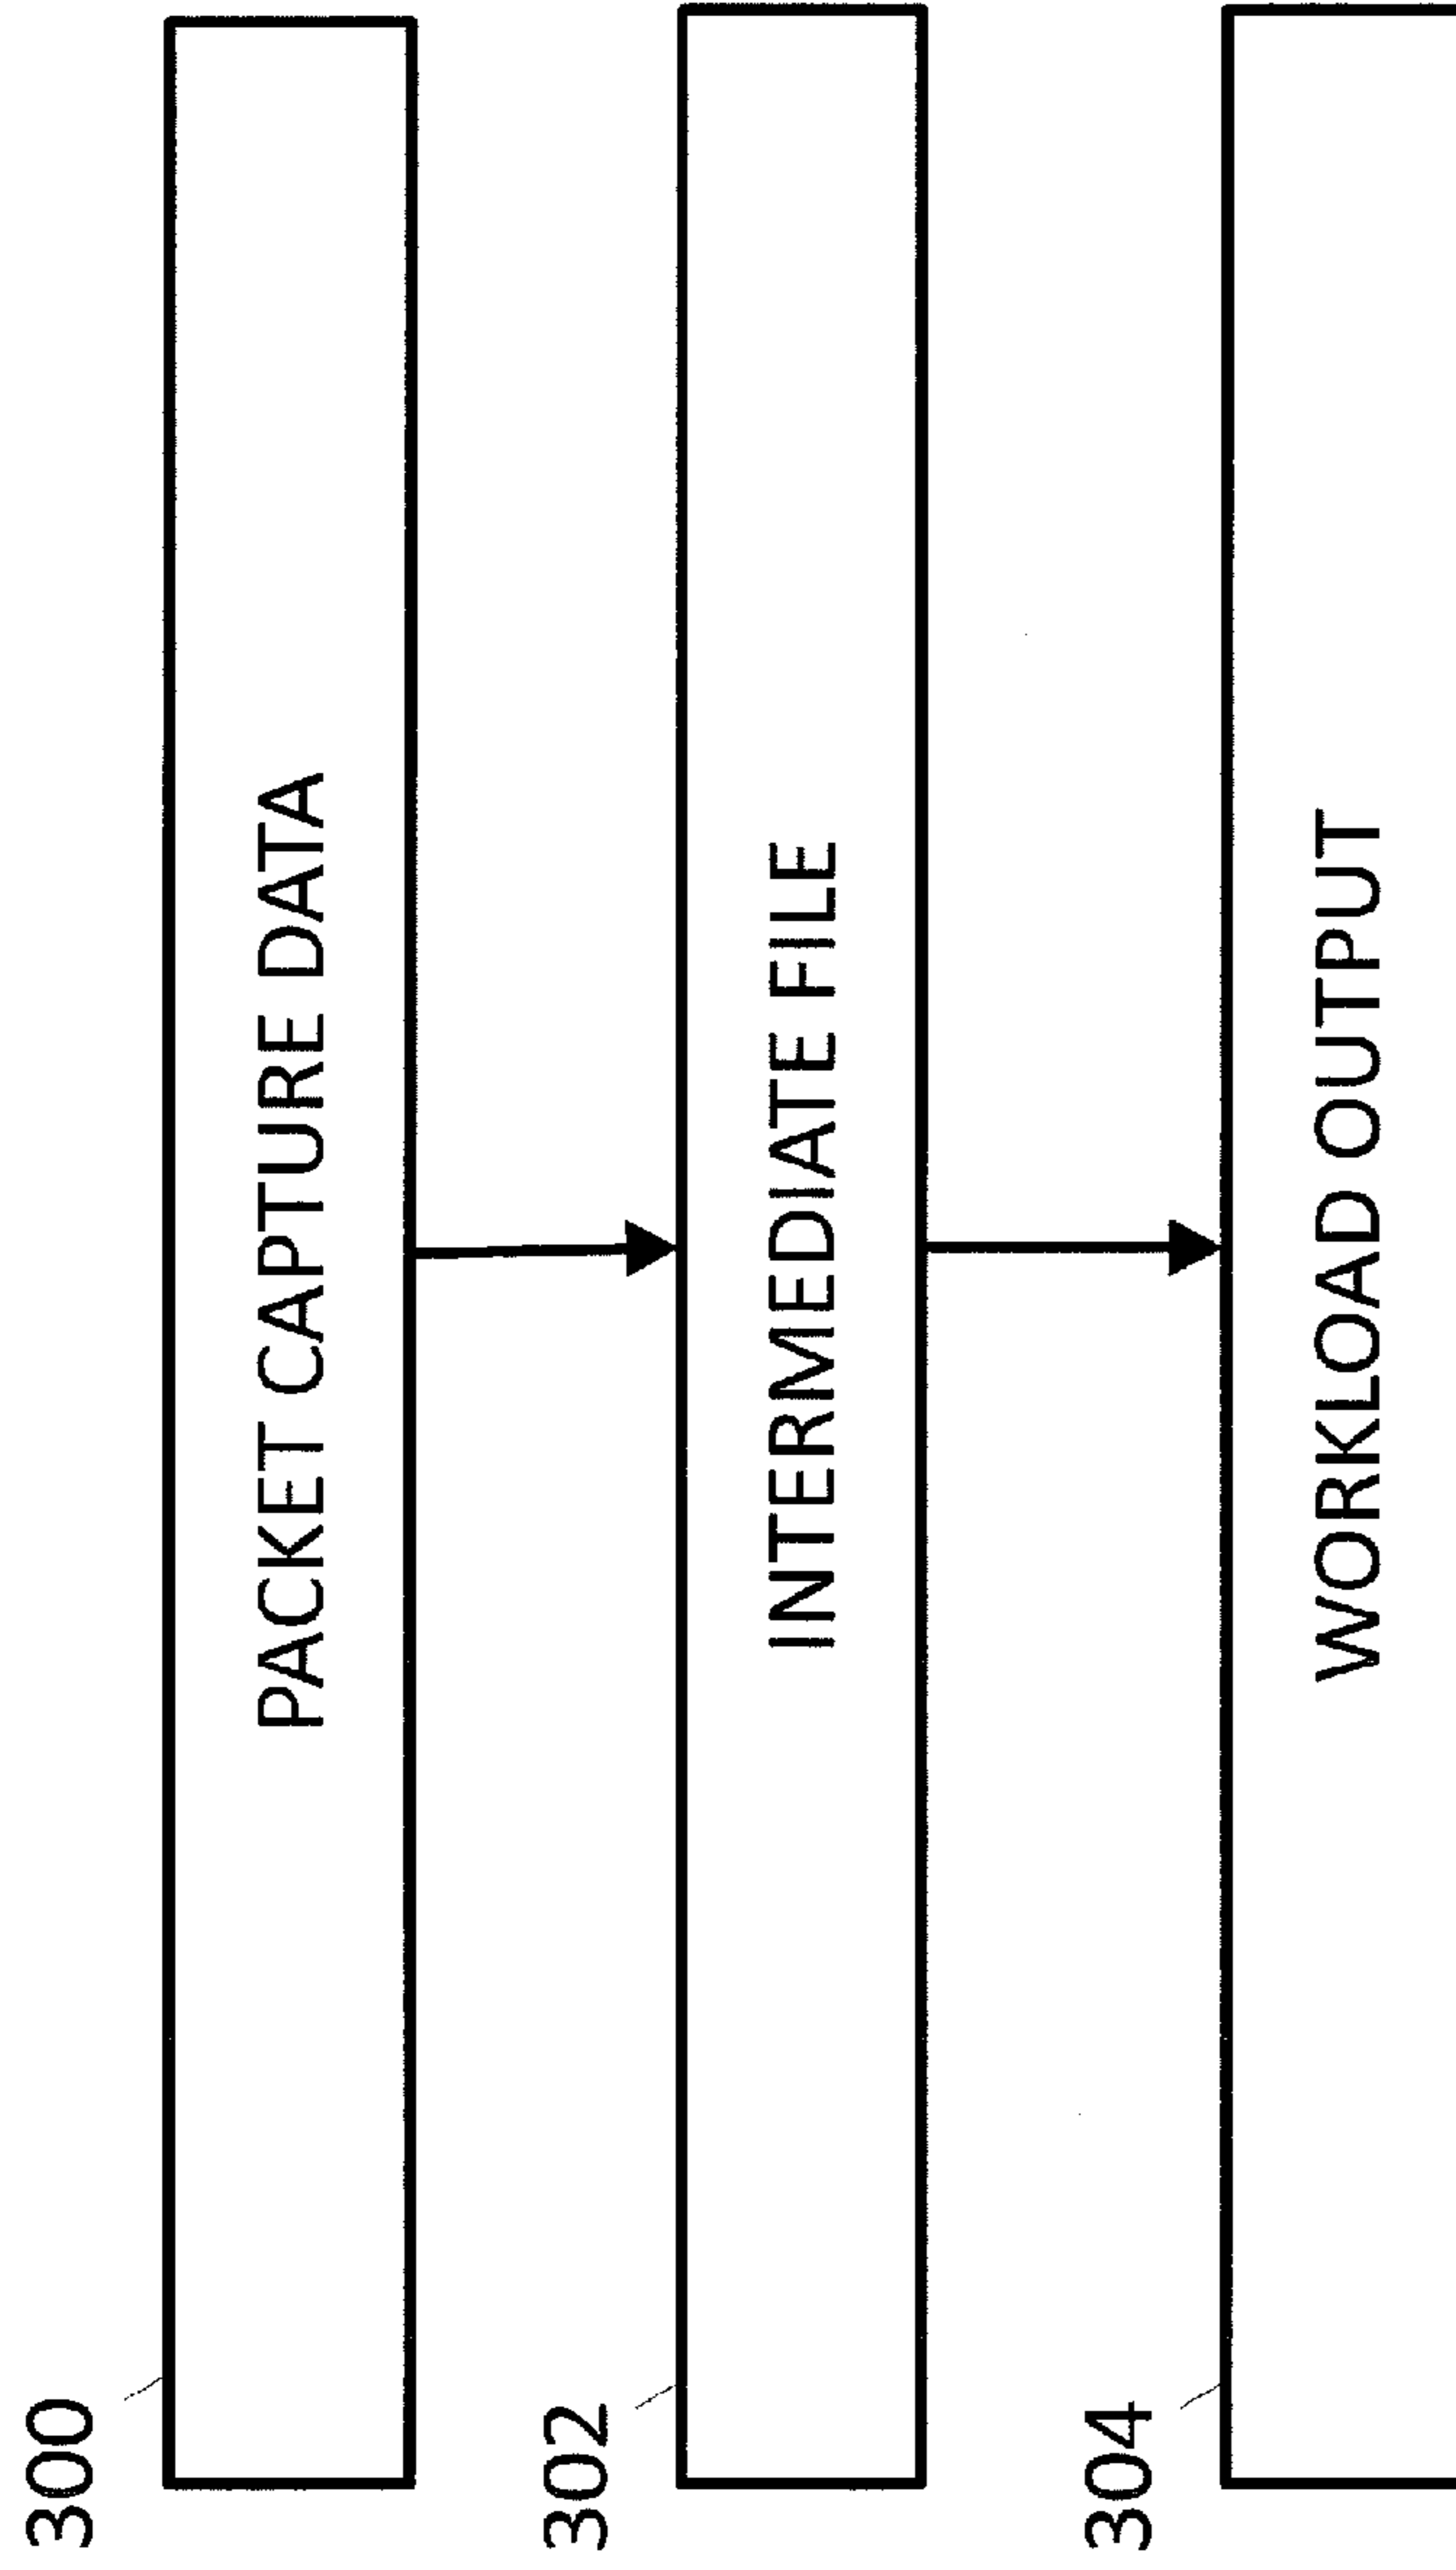 300
PACKET CAPTURE DATA
302
INTERMEDIATE FILE
304
WORKLOAD OUTPUT